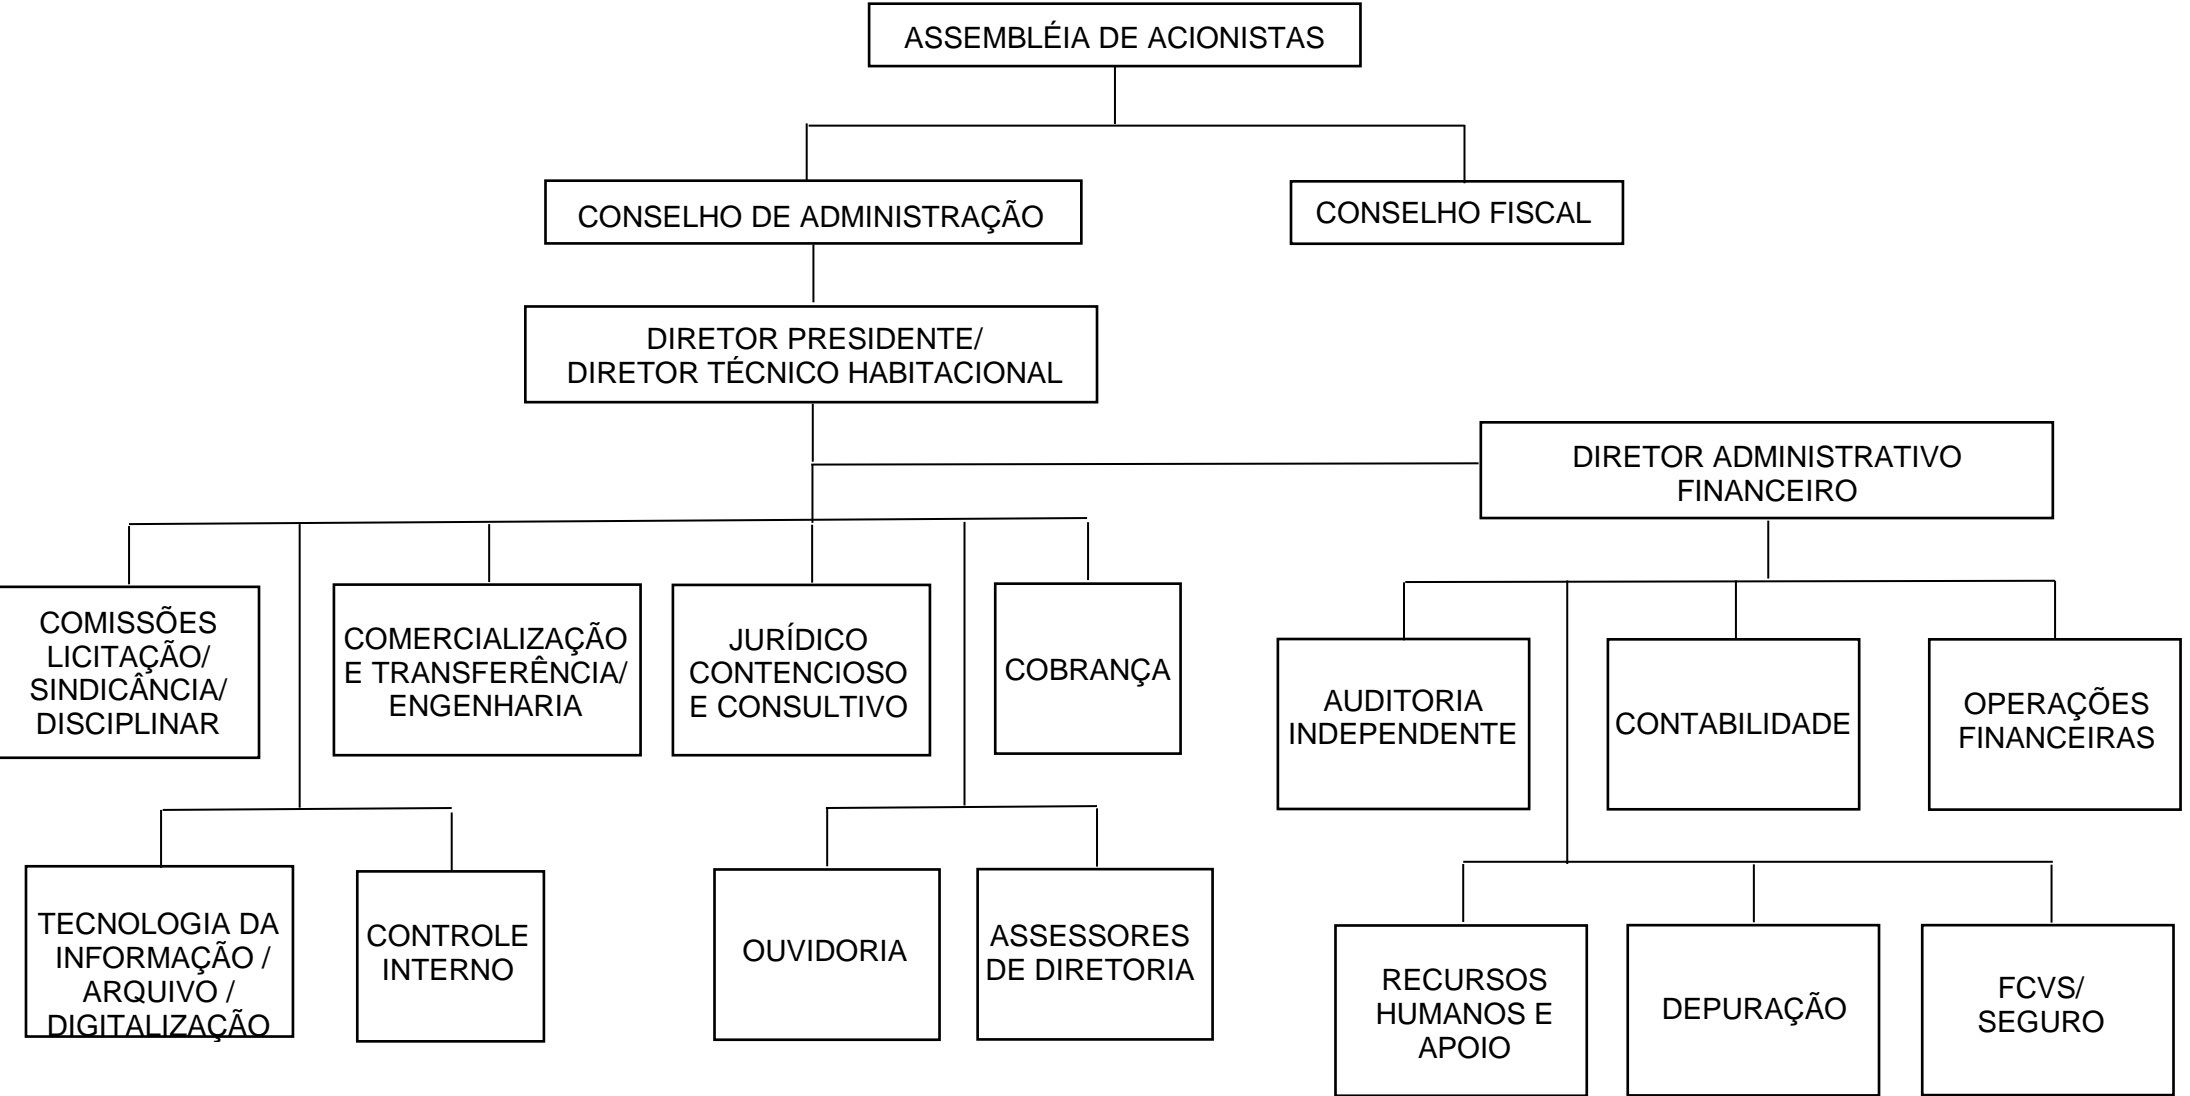 ASSEMBLÉIA DE ACIONISTAS
CONSELHO DE ADMINISTRAÇÃO
CONSELHO FISCAL
DIRETOR PRESIDENTE/
DIRETOR TÉCNICO HABITACIONAL
DIRETOR ADMINISTRATIVO
FINANCEIRO
COMISSÕES
LICITAÇÃO/
SINDICÂNCIA/
DISCIPLINAR
COMERCIALIZAÇÃO
E TRANSFERÊNCIA/
ENGENHARIA
JURÍDICO
CONTENCIOSO
E CONSULTIVO
COBRANÇA
AUDITORIA
INDEPENDENTE
CONTABILIDADE
OPERAÇÕES
FINANCEIRAS
TECNOLOGIA DA
INFORMAÇÃO /
ARQUIVO /
DIGITALIZAÇÃO
CONTROLE
INTERNO
OUVIDORIA
ASSESSORES
DE DIRETORIA
RECURSOS
HUMANOS E
APOIO
DEPURAÇÃO
FCVS/
SEGURO